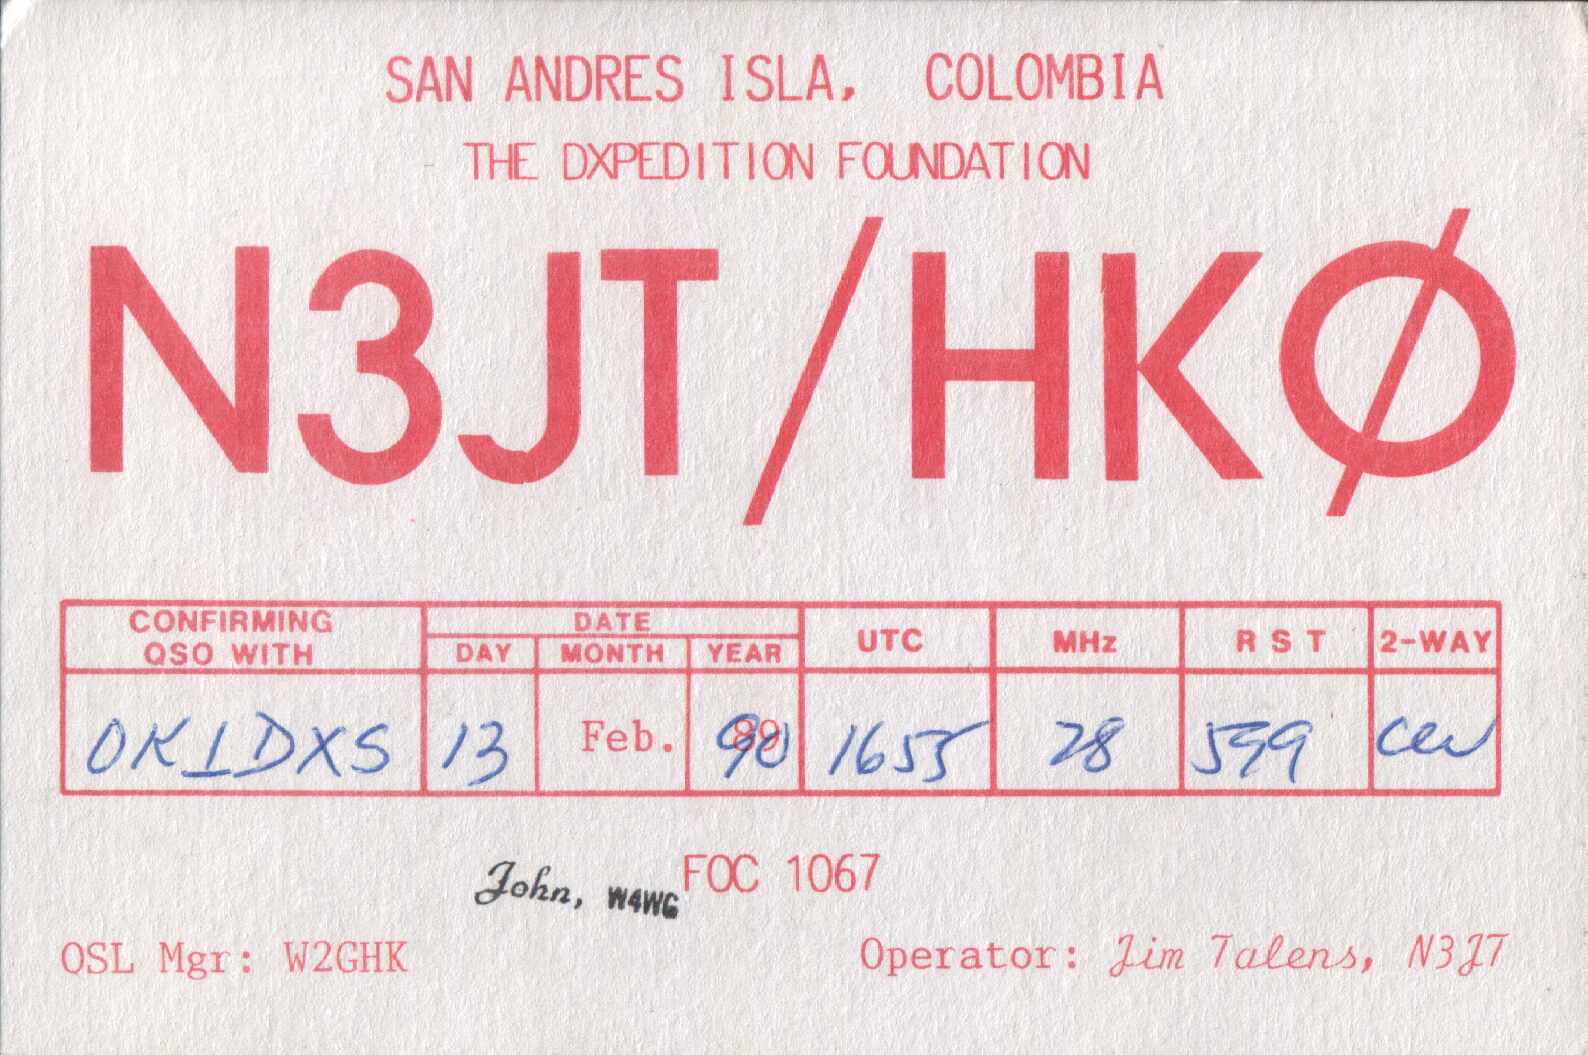 SAN ANDRES ISLA, COLOMBIA
THE DXPEDITION FOUNDATION
N3JT/HKØ
CONFIRMING QSO WITH DATE DAY MONTH YEAR UTC MHz R S T 2-WAY
OK1DXS 13 Feb. 90 1655 28 599 CW
John, W4WG FOC 1067
QSL Mgr: W2GHK Operator: Jim Talens, N3JT